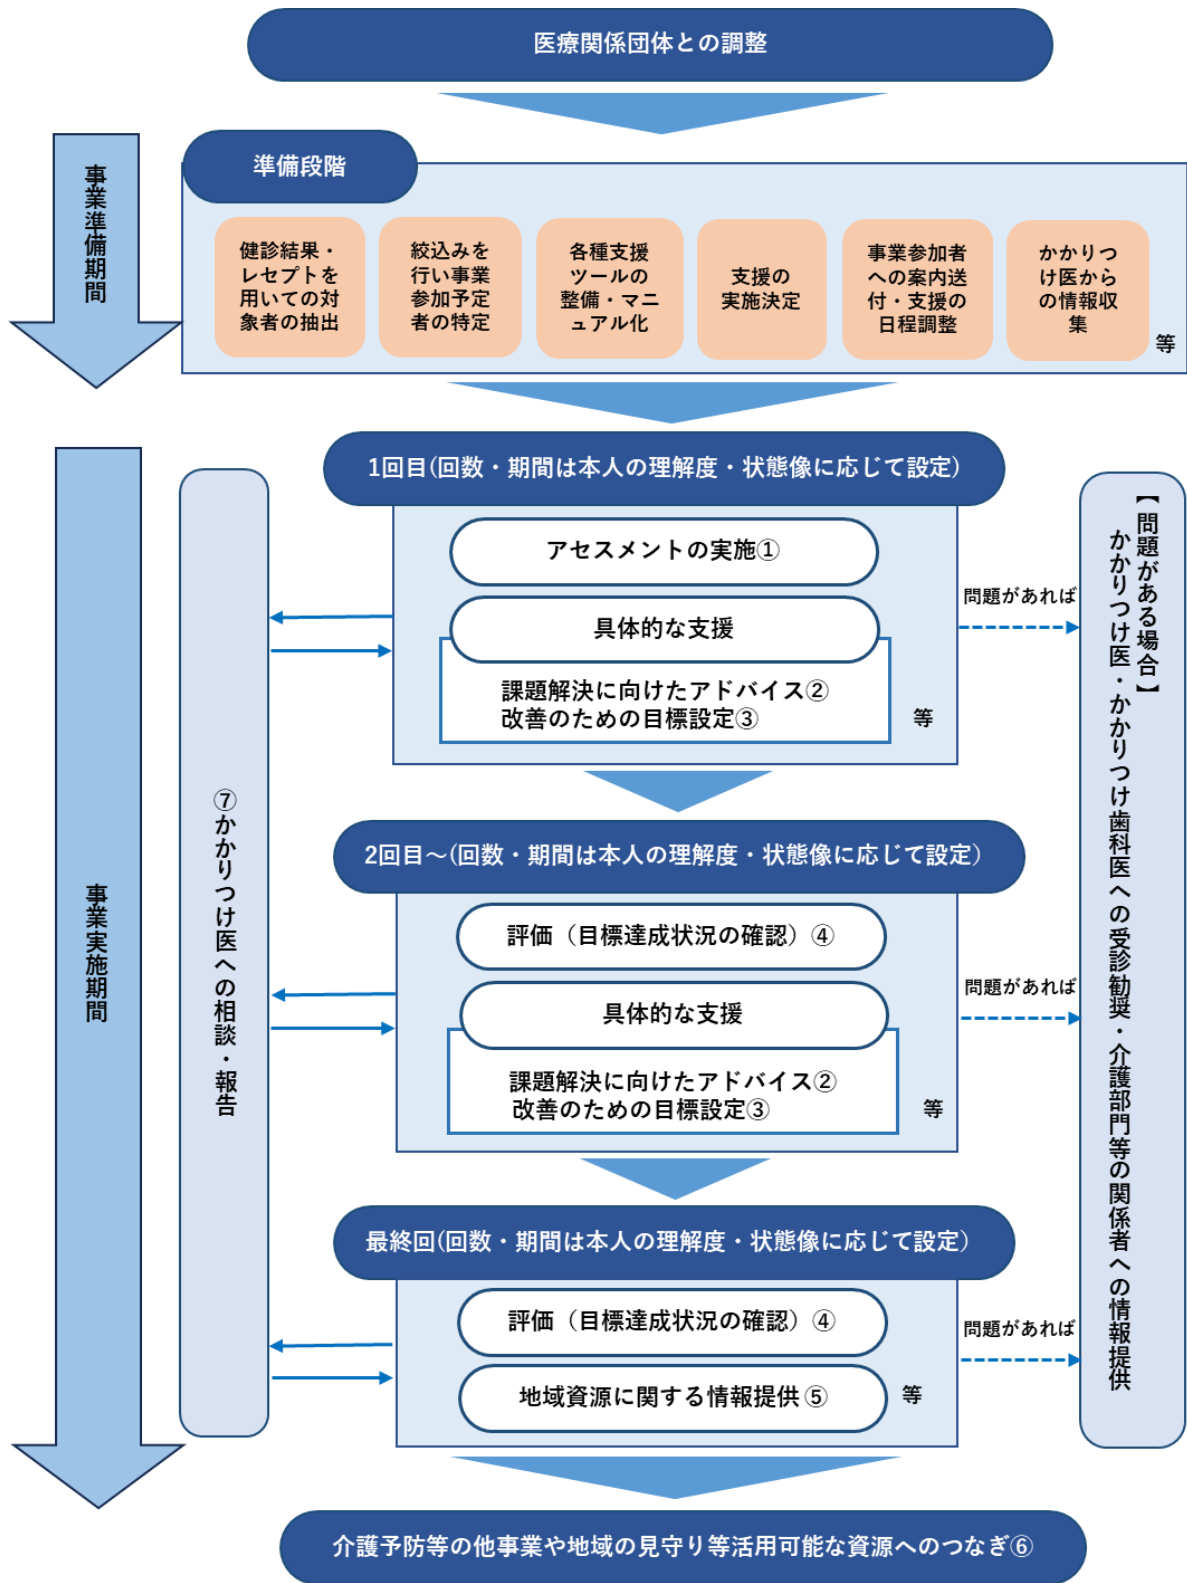 医療関係団体との調整
事業準備期間
準備段階
健診結果・
レセプトを
用いての対
象者の抽出
絞込みを
行い事業
参加予定
者の特定
各種支援
ツールの
整備・マニ
ュアル化
支援の
実施決定
事業参加者
への案内送
付・支援の
日程調整
かかりつ
け医から
の情報収
集
等
事業実施期間
1回目(回数・期間は本人の理解度・状態像に応じて設定)
アセスメントの実施①
具体的な支援
課題解決に向けたアドバイス②
改善のための目標設定③
等
問題があれば
⑦かかりつけ医への相談・報告
【問題がある場合】
かかりつけ医・かかりつけ歯科医への受診勧奨・介護部門等の関係者への情報提供
2回目～(回数・期間は本人の理解度・状態像に応じて設定)
評価（目標達成状況の確認）④
具体的な支援
課題解決に向けたアドバイス②
改善のための目標設定③
等
問題があれば
最終回(回数・期間は本人の理解度・状態像に応じて設定)
評価（目標達成状況の確認）④
地域資源に関する情報提供⑤
等
問題があれば
介護予防等の他事業や地域の見守り等活用可能な資源へのつなぎ⑥